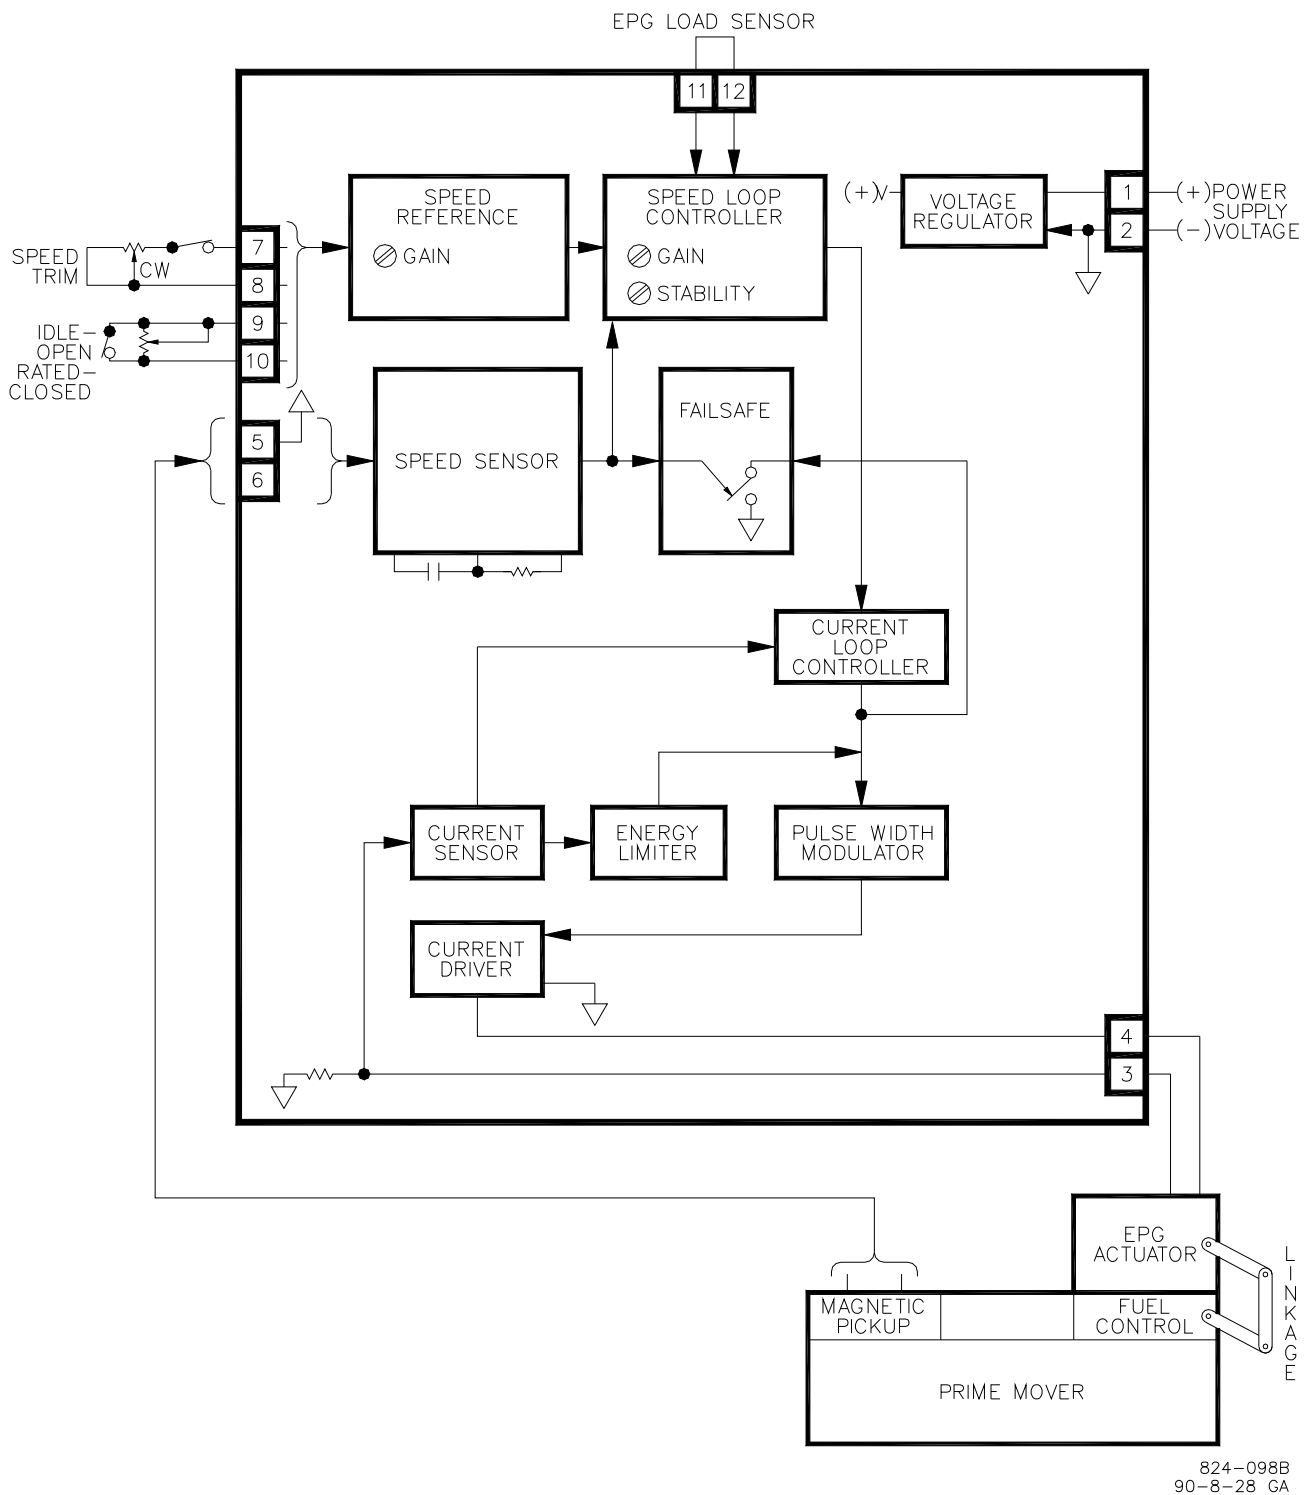 EPG LOAD SENSOR
11 12
SPEED
REFERENCE
GAIN
SPEED LOOP
CONTROLLER
GAIN
STABILITY
(+)V
VOLTAGE
REGULATOR
1
2
(+)POWER
SUPPLY
(-)VOLTAGE
SPEED
TRIM
CW
7
8
9
10
IDLE-
OPEN
RATED-
CLOSED
5
6
SPEED SENSOR
FAILSAFE
CURRENT
LOOP
CONTROLLER
CURRENT
SENSOR
ENERGY
LIMITER
PULSE WIDTH
MODULATOR
CURRENT
DRIVER
4
3
EPG
ACTUATOR
LINKAGE
MAGNETIC
PICKUP
FUEL
CONTROL
PRIME MOVER
824-098B
90-8-28 GA